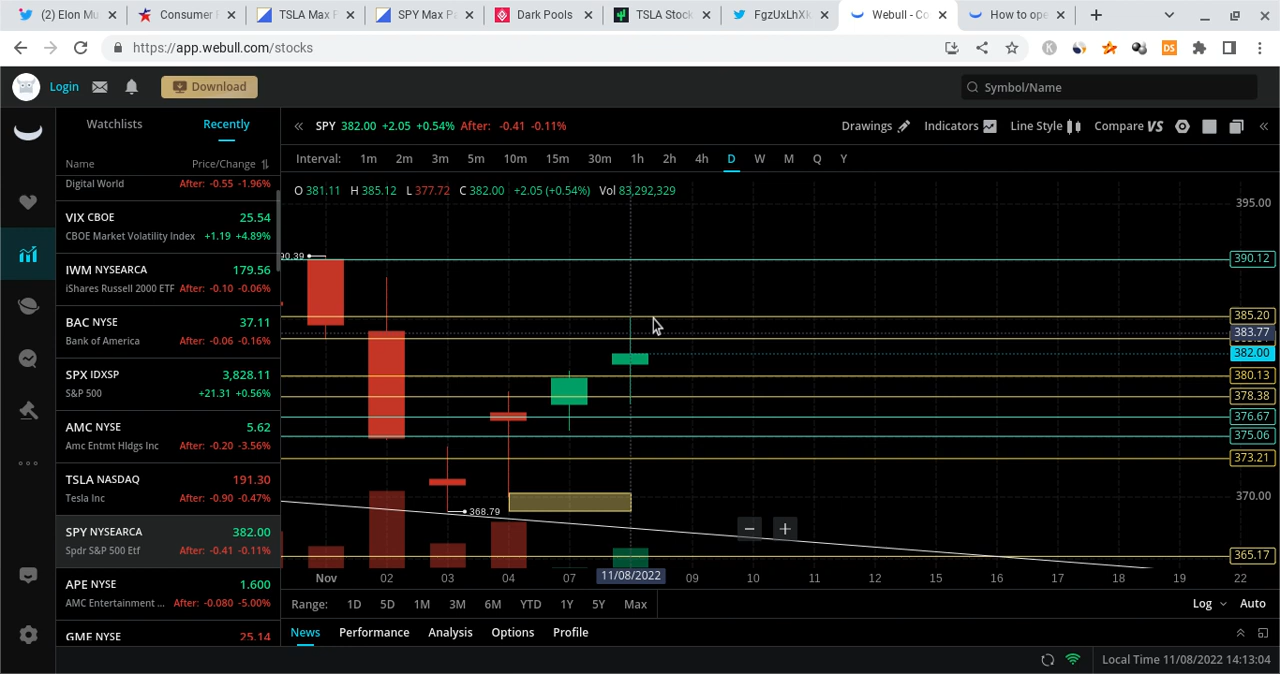 (2) Elon Mu
Consumer
TSLA Max P
SPY Max Pa
Dark Pools
TSLA Stock
FgzUxLhXk
Webull - Co
How to ope
https://app.webull.com/stocks
Login
Download
Symbol/Name
Watchlists
Recently
SPY 382.00 +2.05 +0.54% After: -0.41 -0.11%
Drawings
Indicators
Line Style
Compare VS
Name
Price/Change
Interval: 1m 2m 3m 5m 10m 15m 30m 1h 2h 4h D W M Q Y
Digital World After: -0.55 -1.96%
O 381.11 H 385.12 L 377.72 C 382.00 +2.05 (+0.54%) Vol 83,292,329
VIX CBOE 25.54
CBOE Market Volatility Index +1.19 +4.89%
IWM NYSEARCA 179.56
iShares Russell 2000 ETF After: -0.10 -0.06%
BAC NYSE 37.11
Bank of America After: -0.06 -0.16%
SPX IDXSP 3,828.11
S&P 500 +21.31 +0.56%
AMC NYSE 5.62
Amc Entmt Hldgs Inc After: -0.20 -3.56%
TSLA NASDAQ 191.30
Tesla Inc After: -0.90 -0.47%
SPY NYSEARCA 382.00
Spdr S&P 500 Etf After: -0.41 -0.11%
APE NYSE 1.600
AMC Entertainment ... After: -0.080 -5.00%
GME NYSE 25.14
90.39
368.79
395.00
390.12
385.20
383.77
382.00
380.13
378.38
376.67
375.06
373.21
370.00
365.17
Nov 02 03 04 07 11/08/2022 09 10 11 12 15 16 17 18 19 22
Range: 1D 5D 1M 3M 6M YTD 1Y 5Y Max
Log Auto
News Performance Analysis Options Profile
Local Time 11/08/2022 14:13:04